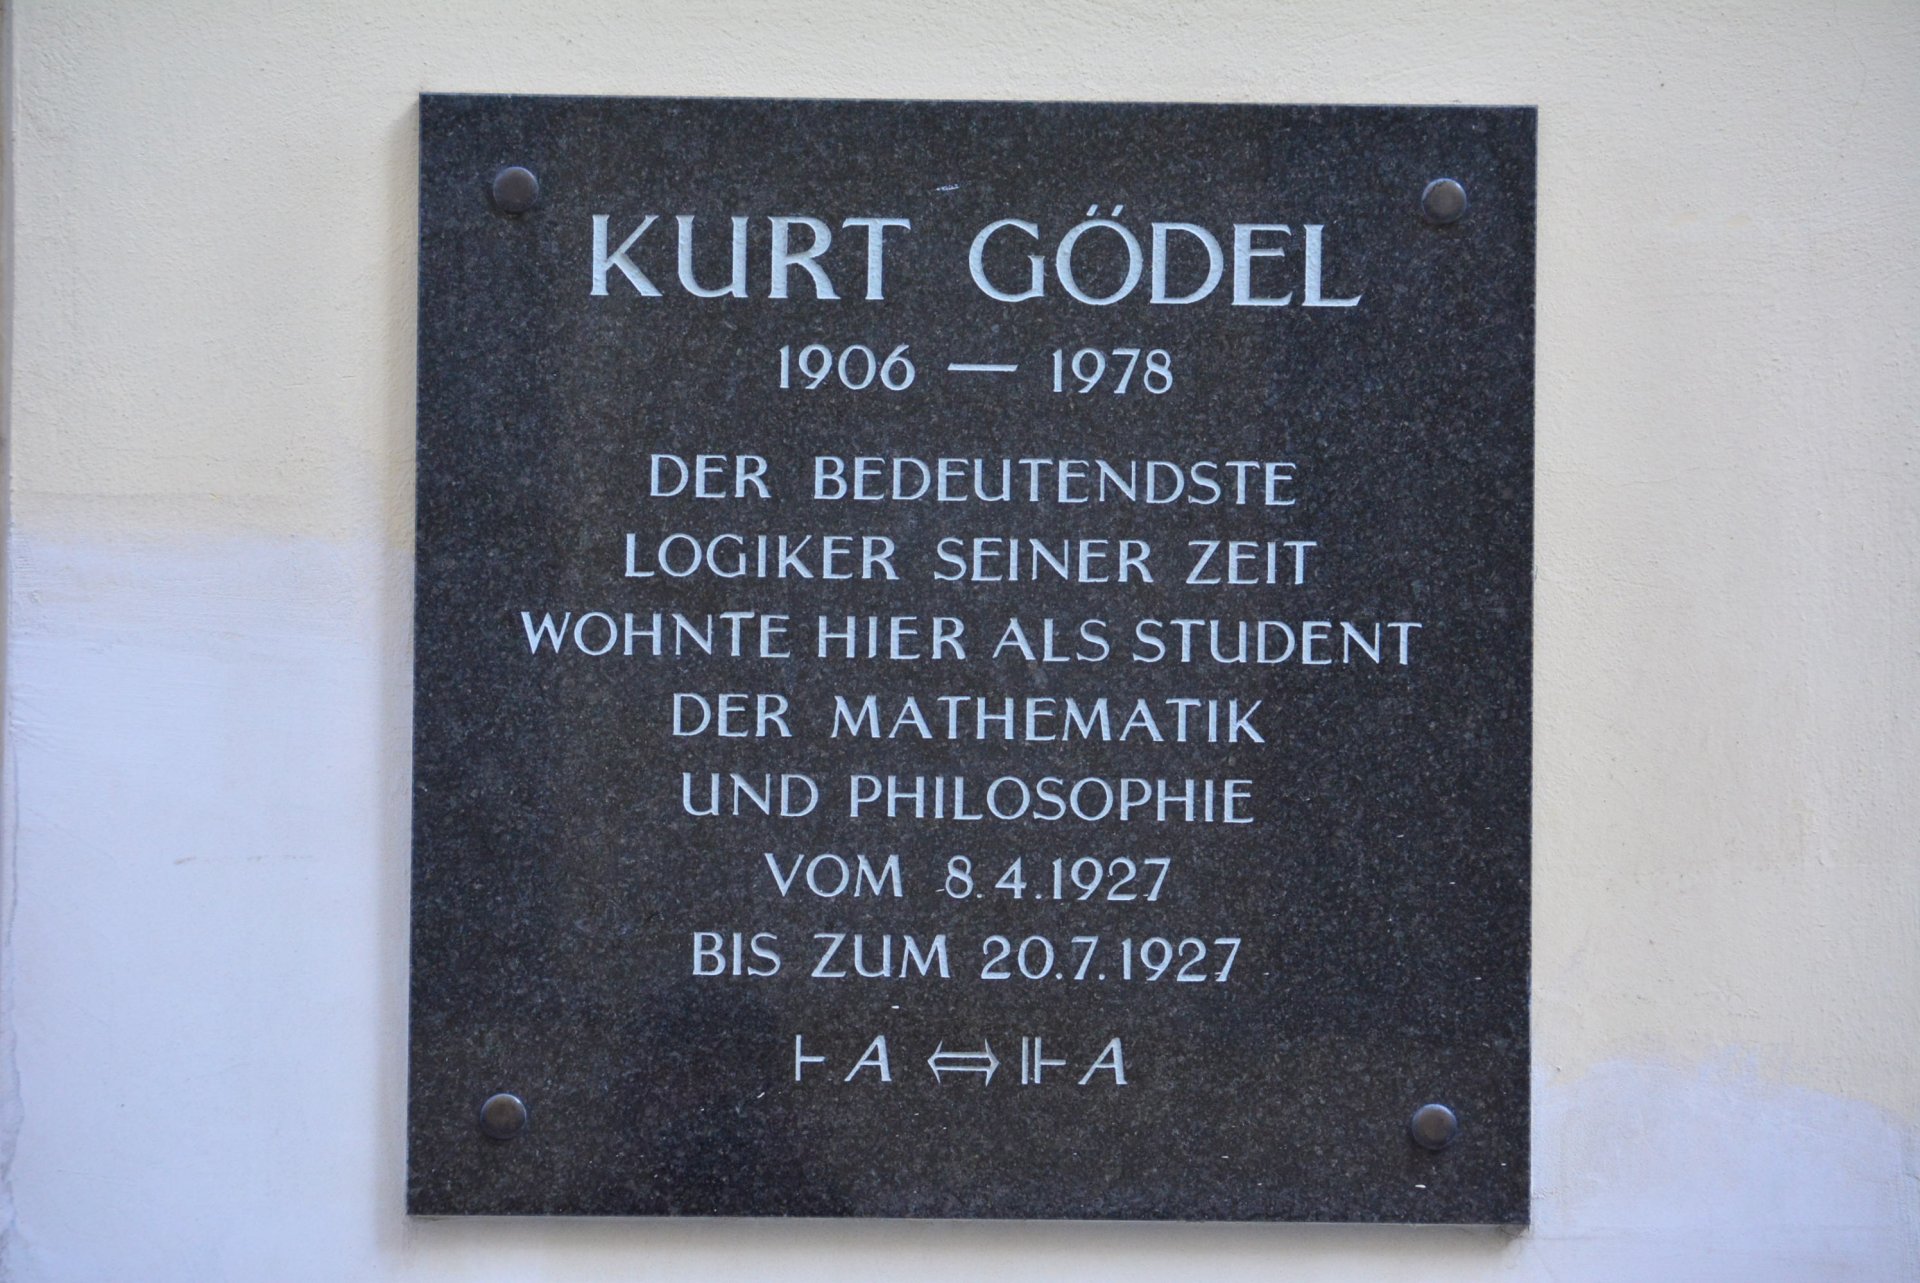 KURT GÖDEL
1906 — 1978
DER BEDEUTENDSTE
LOGIKER SEINER ZEIT
WOHNTE HIER ALS STUDENT
DER MATHEMATIK
UND PHILOSOPHIE
VOM 8.4.1927
BIS ZUM 20.7.1927
⊢A ⇔ ⊪A